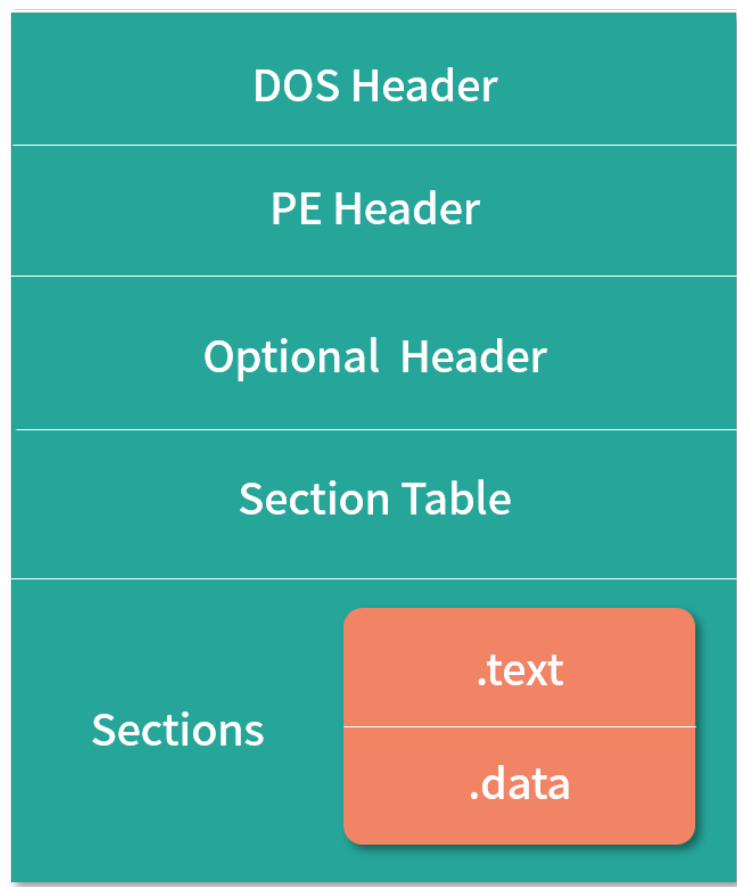 DOS Header
PE Header
Optional Header
Section Table
Sections
.text
.data